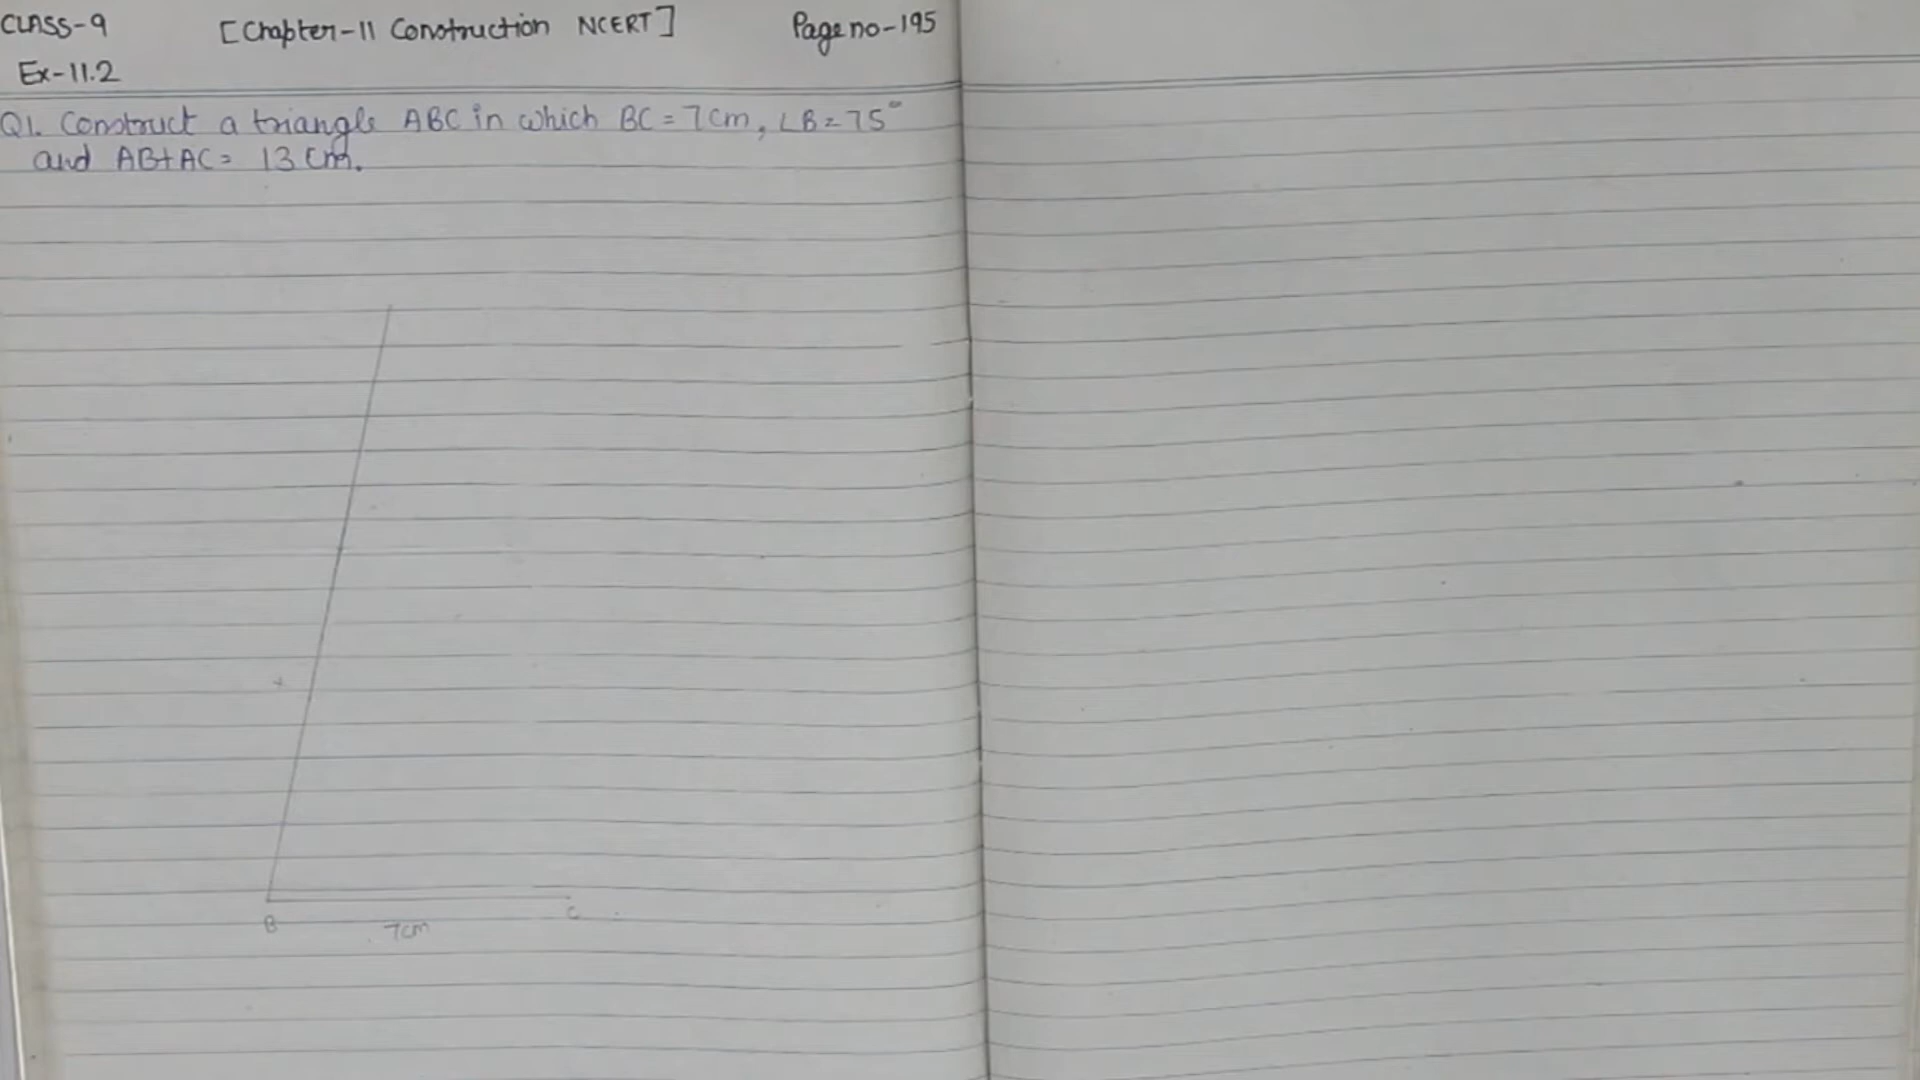 CLASS-9 [Chapter-11 Construction NCERT] Page no-195
Ex-11.2
Q1. Construct a triangle ABC in which BC = 7cm, ∠B = 75°
and AB+AC = 13 cm.
B C
7cm